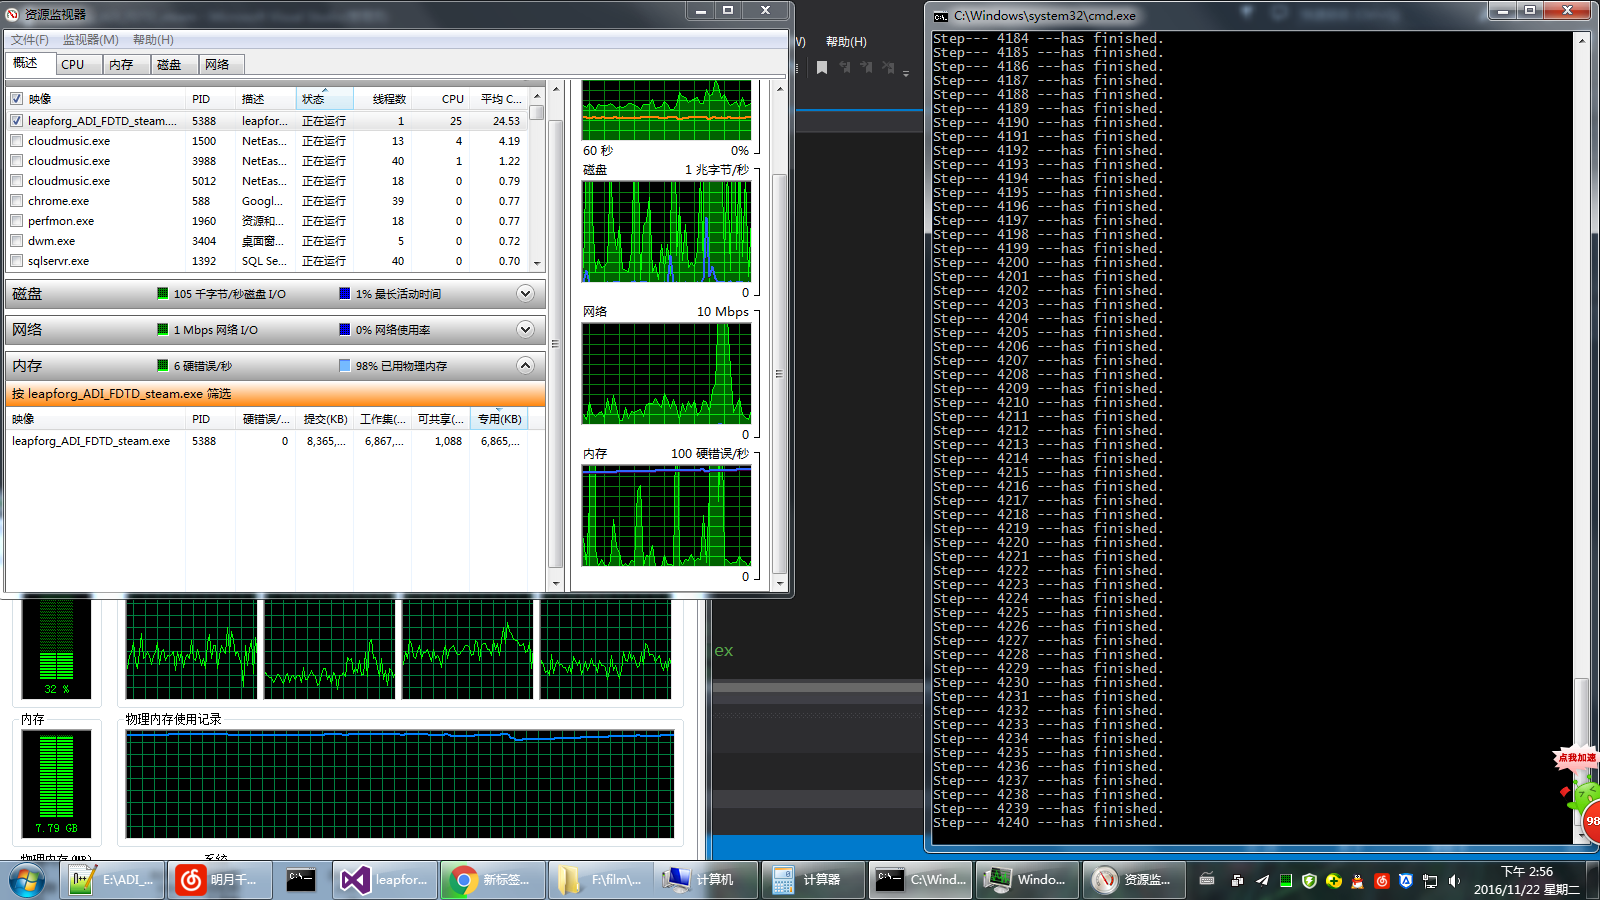 资源监视器
文件(F) 监视器(M) 帮助(H)
概述 CPU 内存 磁盘 网络
映像 PID 描述 状态 线程数 CPU 平均 C...
leapforg_ADI_FDTD_steam.... 5388 leapfor... 正在运行 1 25 24.53
cloudmusic.exe 1500 NetEas... 正在运行 13 4 4.19
cloudmusic.exe 3988 NetEas... 正在运行 40 1 1.22
cloudmusic.exe 5012 NetEas... 正在运行 18 0 0.79
chrome.exe 588 Googl... 正在运行 39 0 0.77
perfmon.exe 1960 资源和... 正在运行 18 0 0.77
dwm.exe 3404 桌面窗... 正在运行 5 0 0.72
sqlservr.exe 1392 SQL Se... 正在运行 40 0 0.70
磁盘 105 千字节/秒磁盘 I/O 1% 最长活动时间
网络 1 Mbps 网络 I/O 0% 网络使用率
内存 6 硬错误/秒 98% 已用物理内存
按 leapforg_ADI_FDTD_steam.exe 筛选
映像 PID 硬错误/... 提交(KB) 工作集(... 可共享(... 专用(KB)
leapforg_ADI_FDTD_steam.exe 5388 0 8,365,... 6,867,... 1,088 6,865,...
60 秒 0%
磁盘 1 兆字节/秒
0
网络 10 Mbps
0
内存 100 硬错误/秒
0
W) 帮助(H)
ex
32 %
内存 物理内存使用记录
7.79 GB
物理内存(MB) 系统
C:\Windows\system32\cmd.exe
Step--- 4184 ---has finished.
Step--- 4185 ---has finished.
Step--- 4186 ---has finished.
Step--- 4187 ---has finished.
Step--- 4188 ---has finished.
Step--- 4189 ---has finished.
Step--- 4190 ---has finished.
Step--- 4191 ---has finished.
Step--- 4192 ---has finished.
Step--- 4193 ---has finished.
Step--- 4194 ---has finished.
Step--- 4195 ---has finished.
Step--- 4196 ---has finished.
Step--- 4197 ---has finished.
Step--- 4198 ---has finished.
Step--- 4199 ---has finished.
Step--- 4200 ---has finished.
Step--- 4201 ---has finished.
Step--- 4202 ---has finished.
Step--- 4203 ---has finished.
Step--- 4204 ---has finished.
Step--- 4205 ---has finished.
Step--- 4206 ---has finished.
Step--- 4207 ---has finished.
Step--- 4208 ---has finished.
Step--- 4209 ---has finished.
Step--- 4210 ---has finished.
Step--- 4211 ---has finished.
Step--- 4212 ---has finished.
Step--- 4213 ---has finished.
Step--- 4214 ---has finished.
Step--- 4215 ---has finished.
Step--- 4216 ---has finished.
Step--- 4217 ---has finished.
Step--- 4218 ---has finished.
Step--- 4219 ---has finished.
Step--- 4220 ---has finished.
Step--- 4221 ---has finished.
Step--- 4222 ---has finished.
Step--- 4223 ---has finished.
Step--- 4224 ---has finished.
Step--- 4225 ---has finished.
Step--- 4226 ---has finished.
Step--- 4227 ---has finished.
Step--- 4228 ---has finished.
Step--- 4229 ---has finished.
Step--- 4230 ---has finished.
Step--- 4231 ---has finished.
Step--- 4232 ---has finished.
Step--- 4233 ---has finished.
Step--- 4234 ---has finished.
Step--- 4235 ---has finished.
Step--- 4236 ---has finished.
Step--- 4237 ---has finished.
Step--- 4238 ---has finished.
Step--- 4239 ---has finished.
Step--- 4240 ---has finished.
点我加速
98
E:\ADI_... 明月千... leapfor... 新标签... F:\film\... 计算机 计算器 C:\Wind... Windo... 资源监...
下午 2:56
2016/11/22 星期二